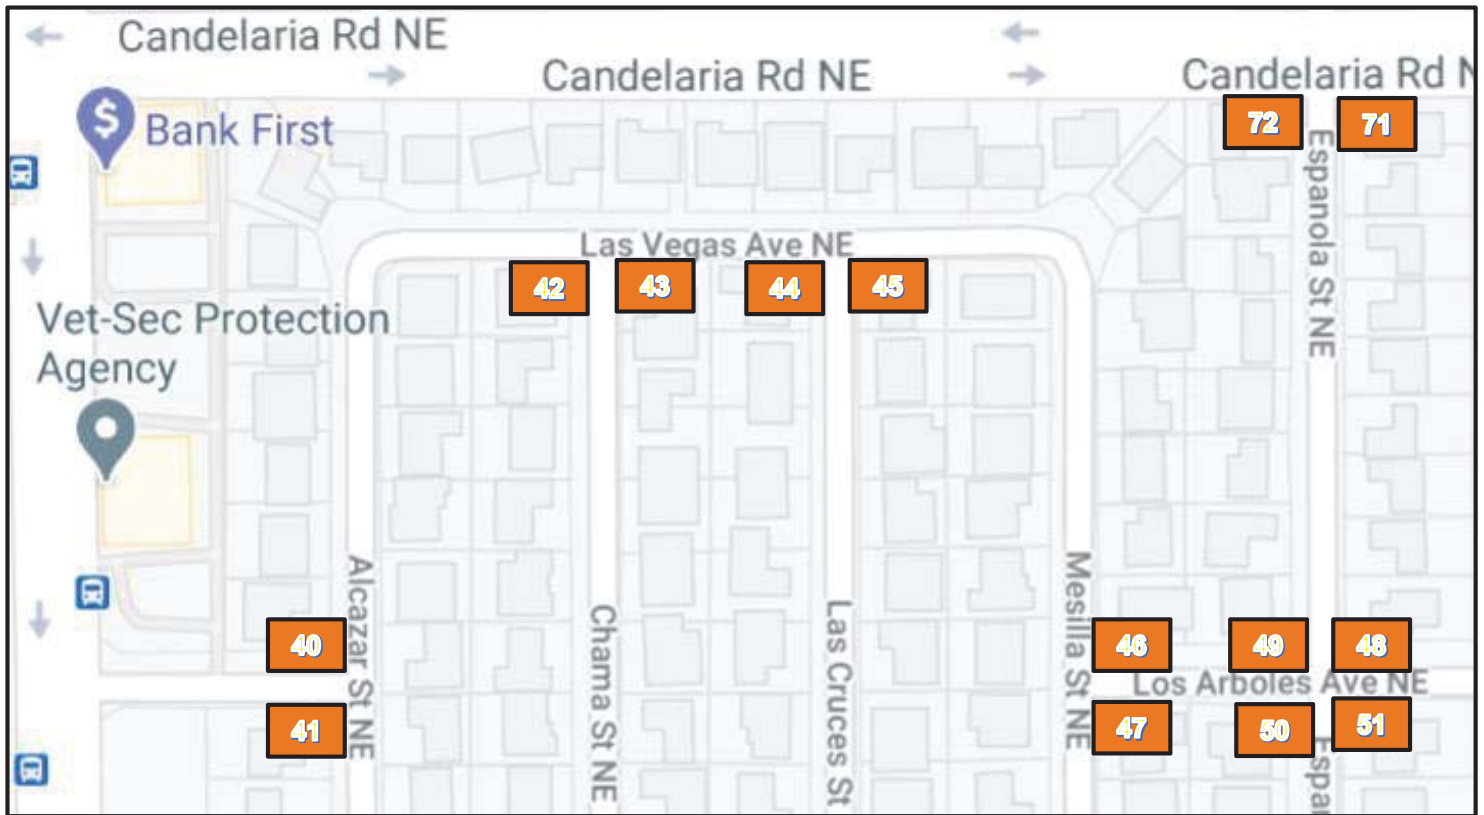 Candelaria Rd NE
Candelaria Rd NE
Candelaria Rd N
Bank First
72
71
Espanola St NE
Las Vegas Ave NE
42
43
44
45
Vet-Sec Protection
Agency
Alcazar St NE
Chama St NE
Las Cruces St
Mesilla St NE
40
46
49
48
Los Arboles Ave NE
41
47
50
51
Espa